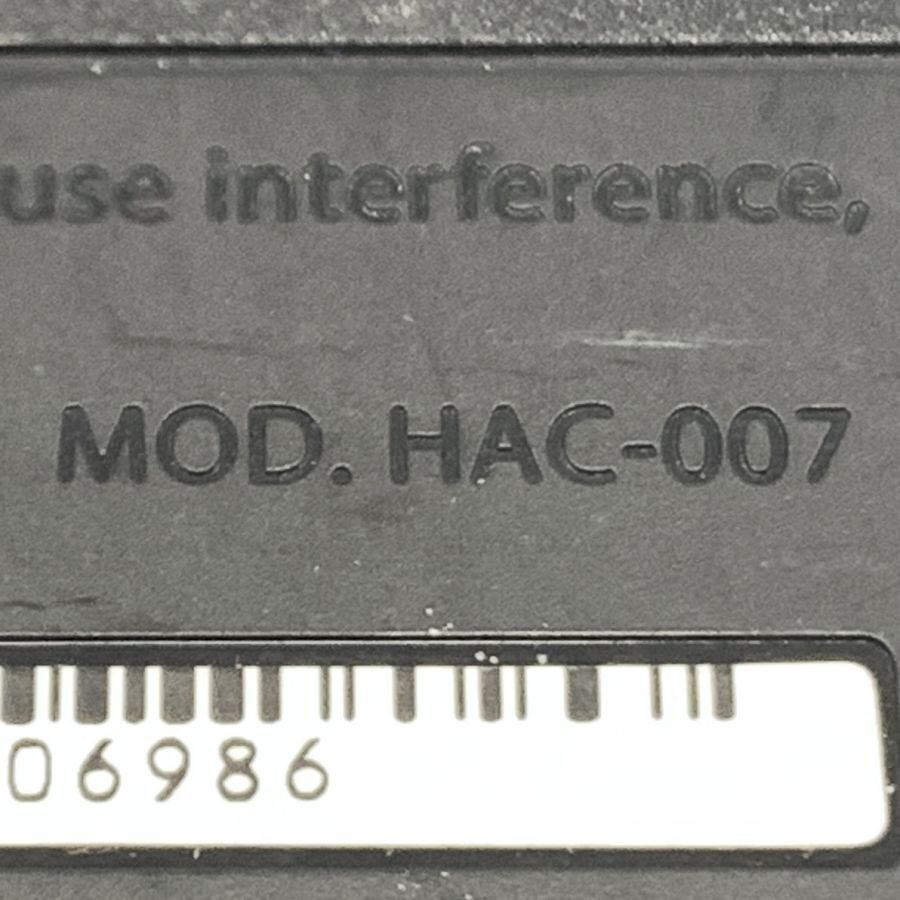 use interference,
MOD. HAC-007
06986